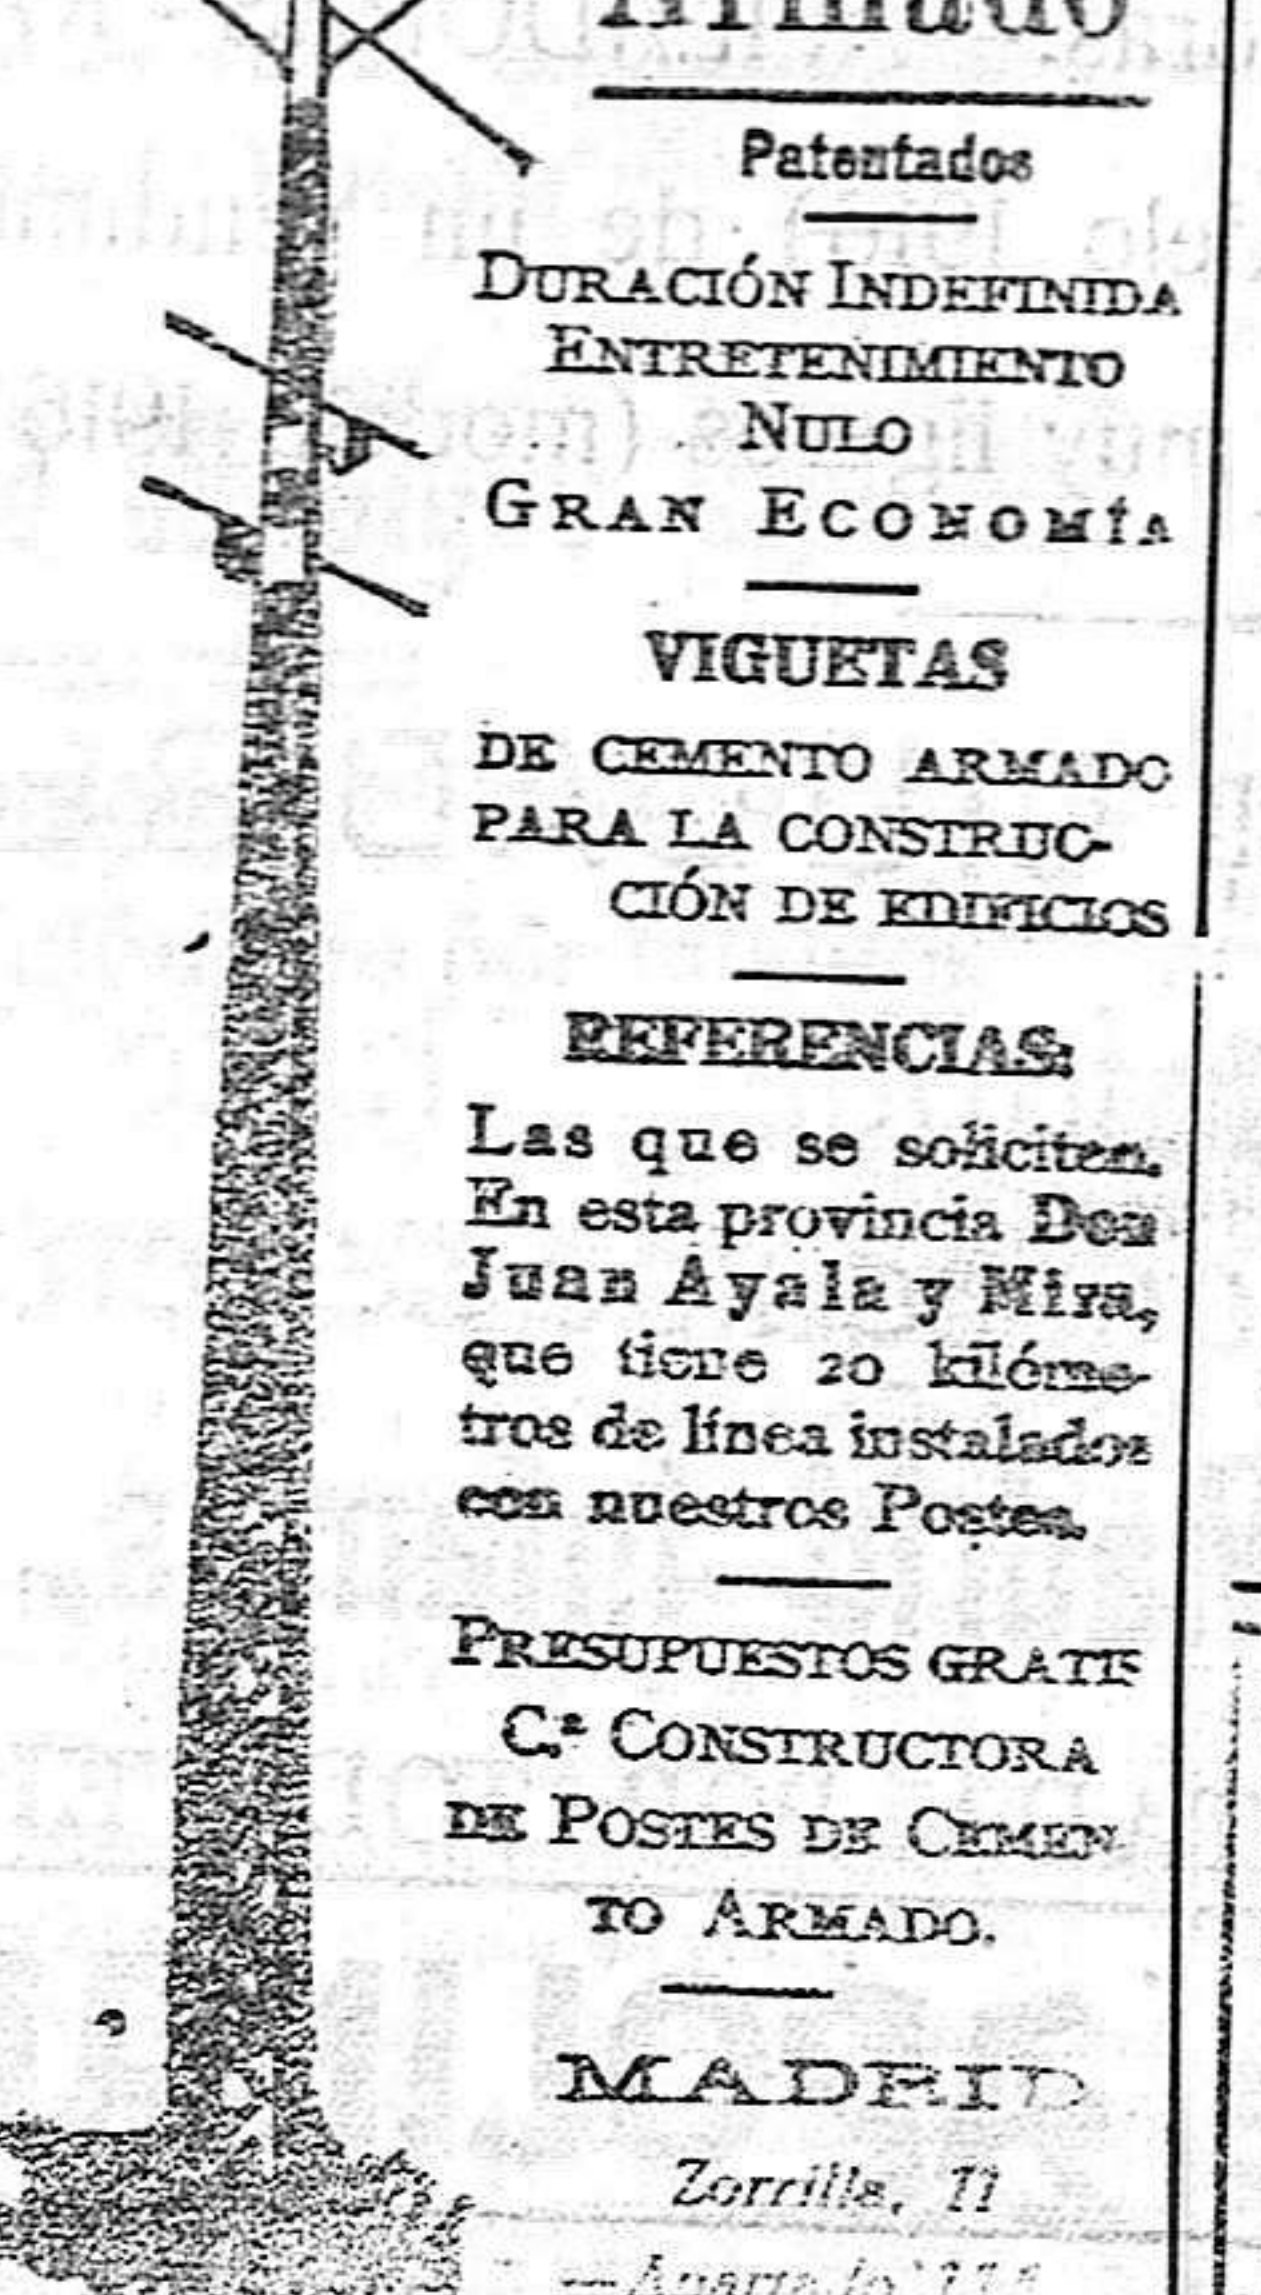 Armado
Patentados
DURACIÓN INDEFINIDA
ENTRETENIMIENTO
NULO
GRAN ECONOMÍA
VIGUETAS
DE CEMENTO ARMADO
PARA LA CONSTRUC-
CIÓN DE EDIFICIOS
REFERENCIAS:
Las que se soliciten.
En esta provincia Don
Juan Ayala y Mira,
que tiene 20 kilóme-
tros de línea instalados
con nuestros Postes.
PRESUPUESTOS GRATIS
C.ª CONSTRUCTORA
DE POSTES DE CEMEN
TO ARMADO.
MADRID
Zorrilla, 11